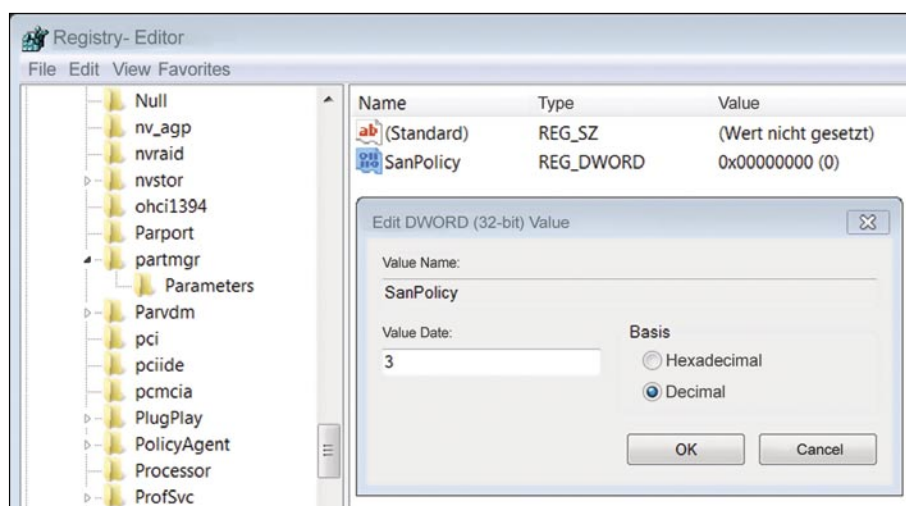 Registry- Editor
File Edit View Favorites
Null
nv_agp
nvraid
nvstor
ohci1394
Parport
partmgr
Parameters
Parvdm
pci
pciide
pcmcia
PlugPlay
PolicyAgent
Processor
ProfSvc
Name Type Value
ab (Standard) REG_SZ (Wert nicht gesetzt)
SanPolicy REG_DWORD 0x00000000 (0)
Edit DWORD (32-bit) Value
Value Name:
SanPolicy
Value Date:
3
Basis
Hexadecimal
Decimal
OK Cancel